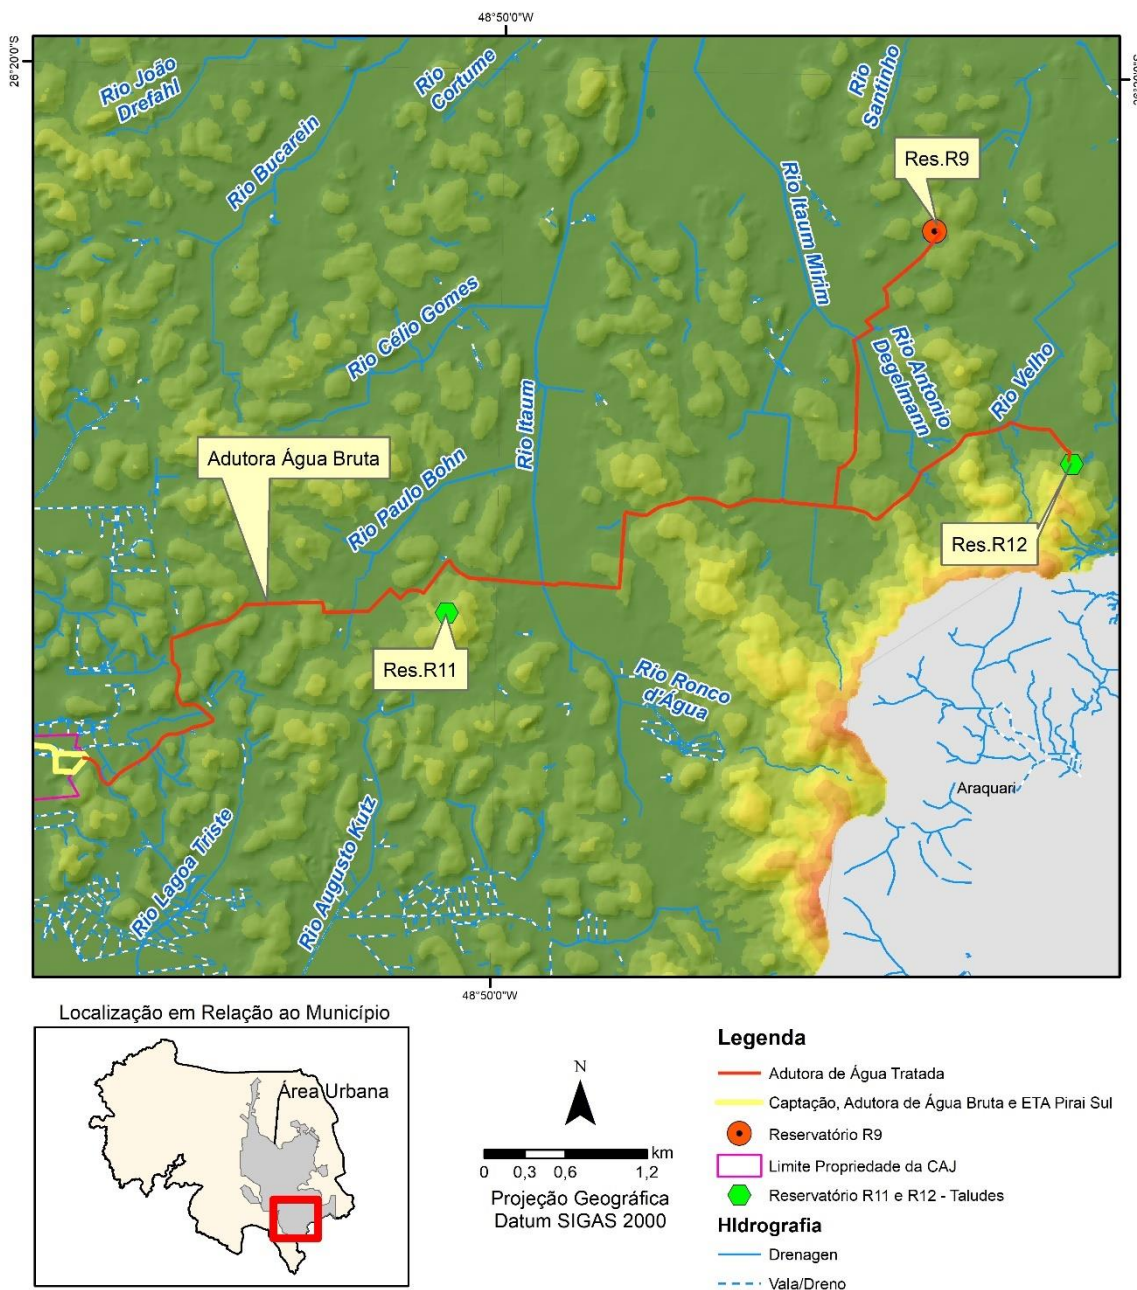 48°50'0"W
26°20'0"S
Rio João
Drefahl
Rio
Cortume
Rio
Santinho
Rio Bucarein
Res.R9
Rio Itaum Mirim
Rio Célio Gomes
Rio Antonio
Degelmann
Rio Velho
Rio Itaum
Adutora Água Bruta
Rio Paulo Bohn
Res.R12
Res.R11
Rio Ronco
d'Água
Araquari
Rio Lagoa Triste
Rio Augusto Kutz
48°50'0"W
Localização em Relação ao Município
Área Urbana
N
km
0 0,3 0,6 1,2
Projeção Geográfica
Datum SIGAS 2000
Legenda
Adutora de Água Tratada
Captação, Adutora de Água Bruta e ETA Pirai Sul
Reservatório R9
Limite Propriedade da CAJ
Reservatório R11 e R12 - Taludes
HIdrografia
Drenagen
Vala/Dreno